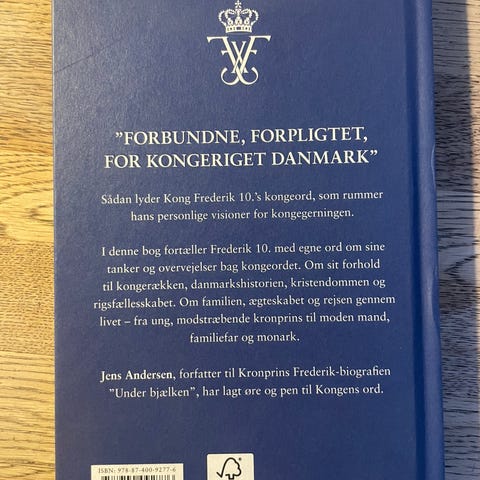 ”FORBUNDNE, FORPLIGTET,
FOR KONGERIGET DANMARK”
Sådan lyder Kong Frederik 10.’s kongeord, som rummer
hans personlige visioner for kongegerningen.
I denne bog fortæller Frederik 10. med egne ord om sine
tanker og overvejelser bag kongeordet. Om sit forhold
til kongerækken, danmarkshistorien, kristendommen og
rigsfællesskabet. Om familien, ægteskabet og rejsen gennem
livet – fra ung, modstræbende kronprins til moden mand,
familiefar og monark.
Jens Andersen, forfatter til Kronprins Frederik-biografien
”Under bjælken”, har lagt øre og pen til Kongens ord.
ISBN: 978-87-400-9277-6